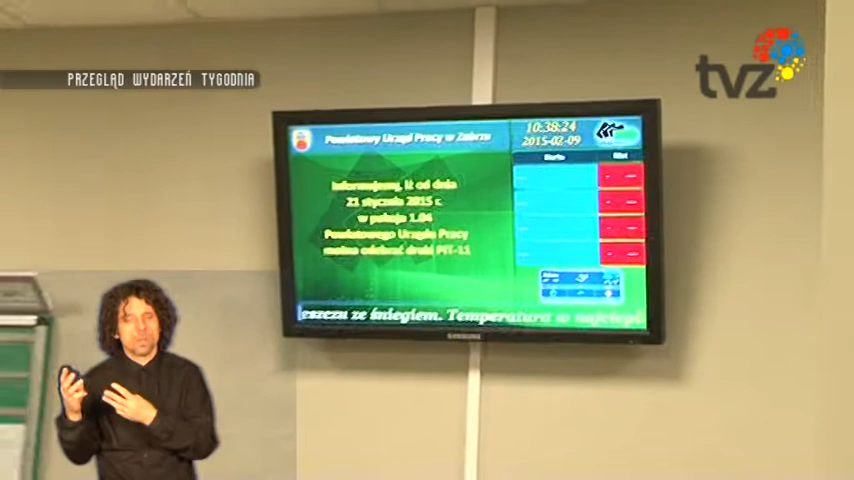 PRZEGLĄD WYDARZEŃ TYGODNIA
tvz
Powiatowy Urząd Pracy w Zabrzu
10:38:24
2015-02-09
Informujemy, iż od dnia
21 stycznia 2015 r.
w pokoju 1.04
Powiatowego Urzędu Pracy
można odebrać druki PIT-11
eszczu ze śniegiem. Temperatura w
SAMSUNG